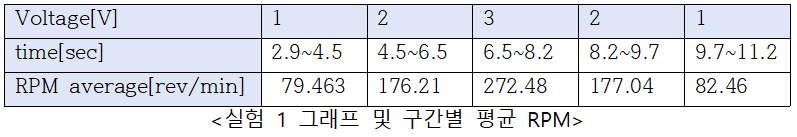 Voltage[V] 1 2 3 2 1
time[sec] 2.9~4.5 4.5~6.5 6.5~8.2 8.2~9.7 9.7~11.2
RPM average[rev/min] 79.463 176.21 272.48 177.04 82.46
<실험 1 그래프 및 구간별 평균 RPM>